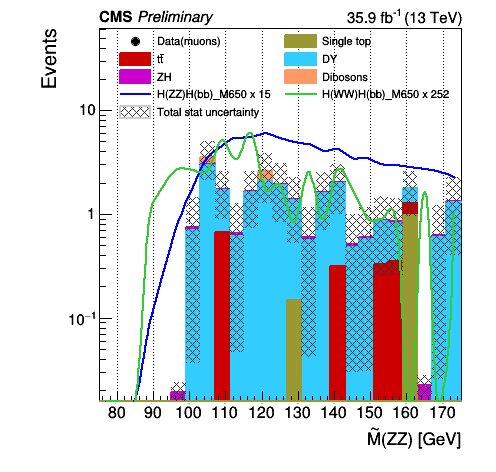 CMS Preliminary 35.9 fb⁻¹ (13 TeV)
Events
Data(muons) Single top
tt̄ DY
ZH Dibosons
H(ZZ)H(bb)_M650 x 15 H(WW)H(bb)_M650 x 252
Total stat uncertainty
10
1
10⁻¹
80 90 100 110 120 130 140 150 160 170
M̃(ZZ) [GeV]